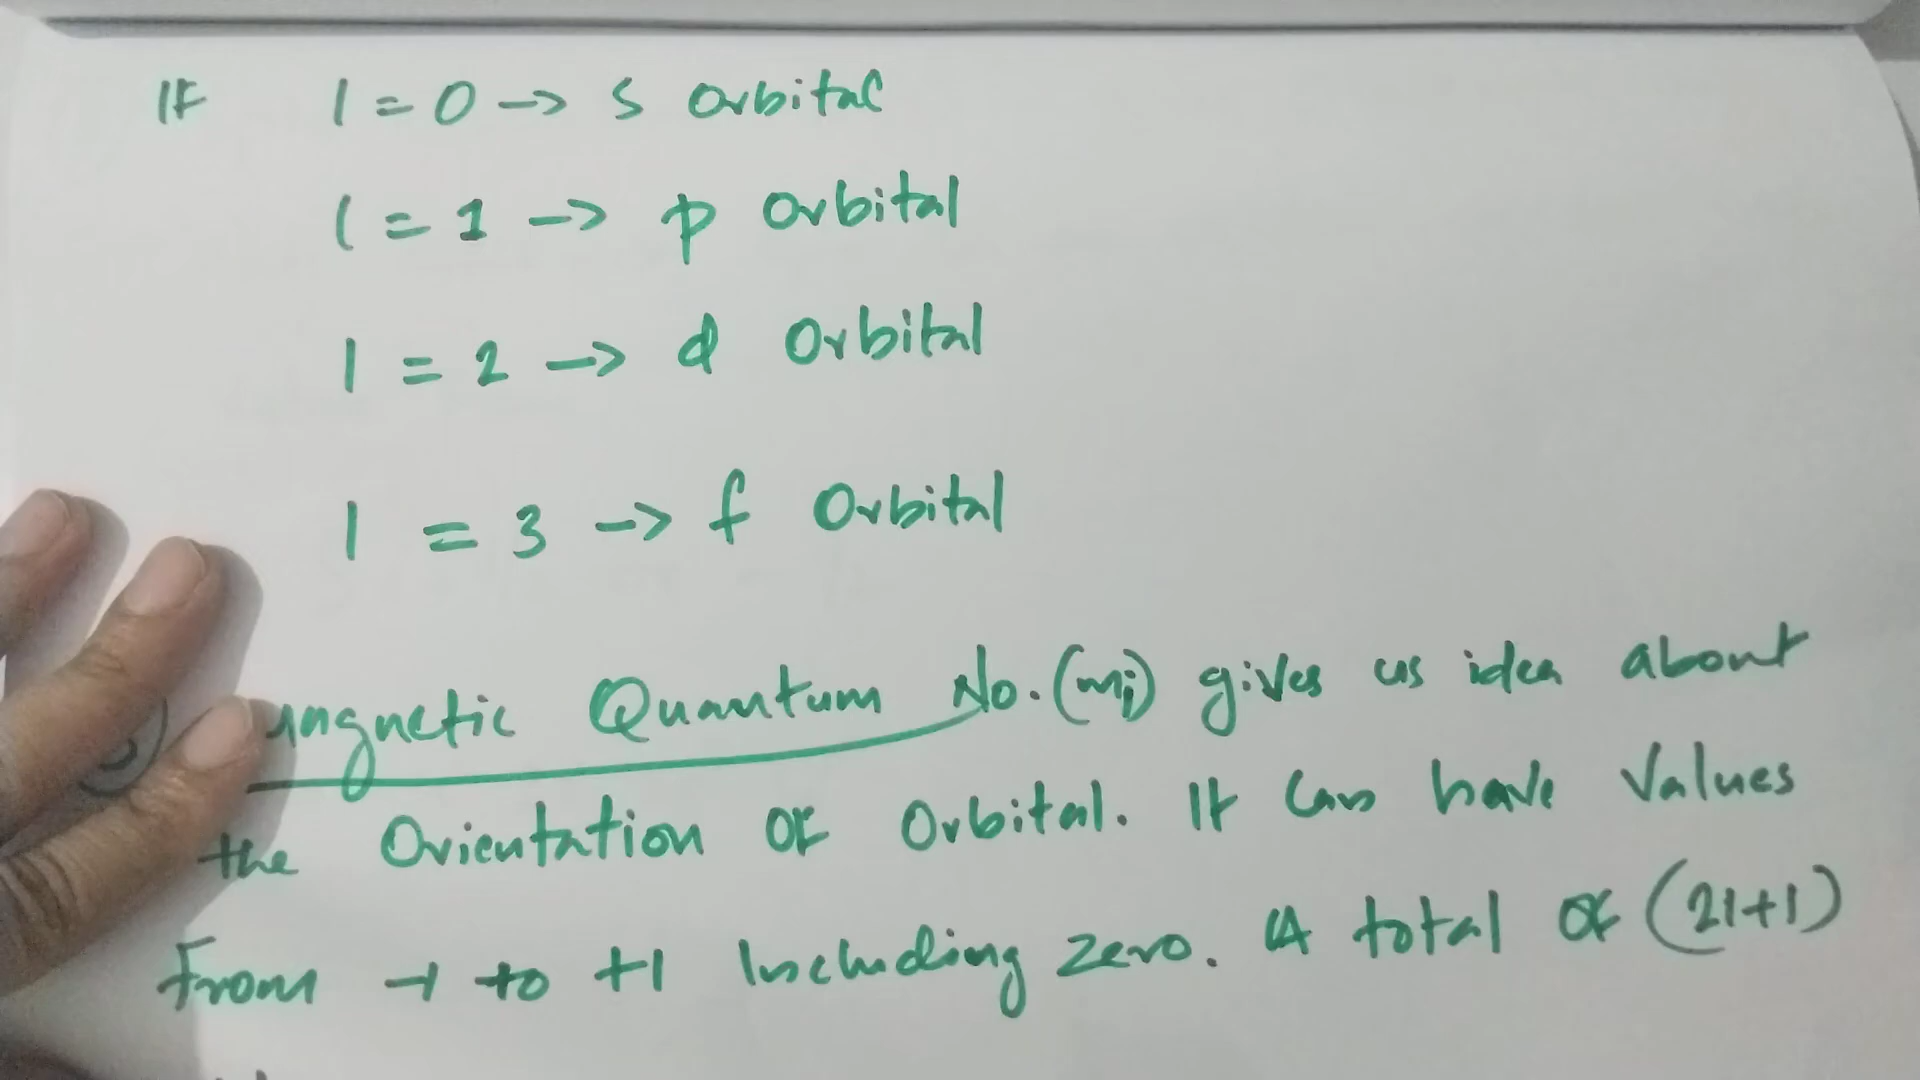 If l = 0 -> s orbital
l = 1 -> p orbital
l = 2 -> d orbital
l = 3 -> f orbital
Magnetic Quantum No. (ml) gives us idea about
the Orientation of Orbital. It can have values
From -l to +l Including zero. A total of (2l+1)